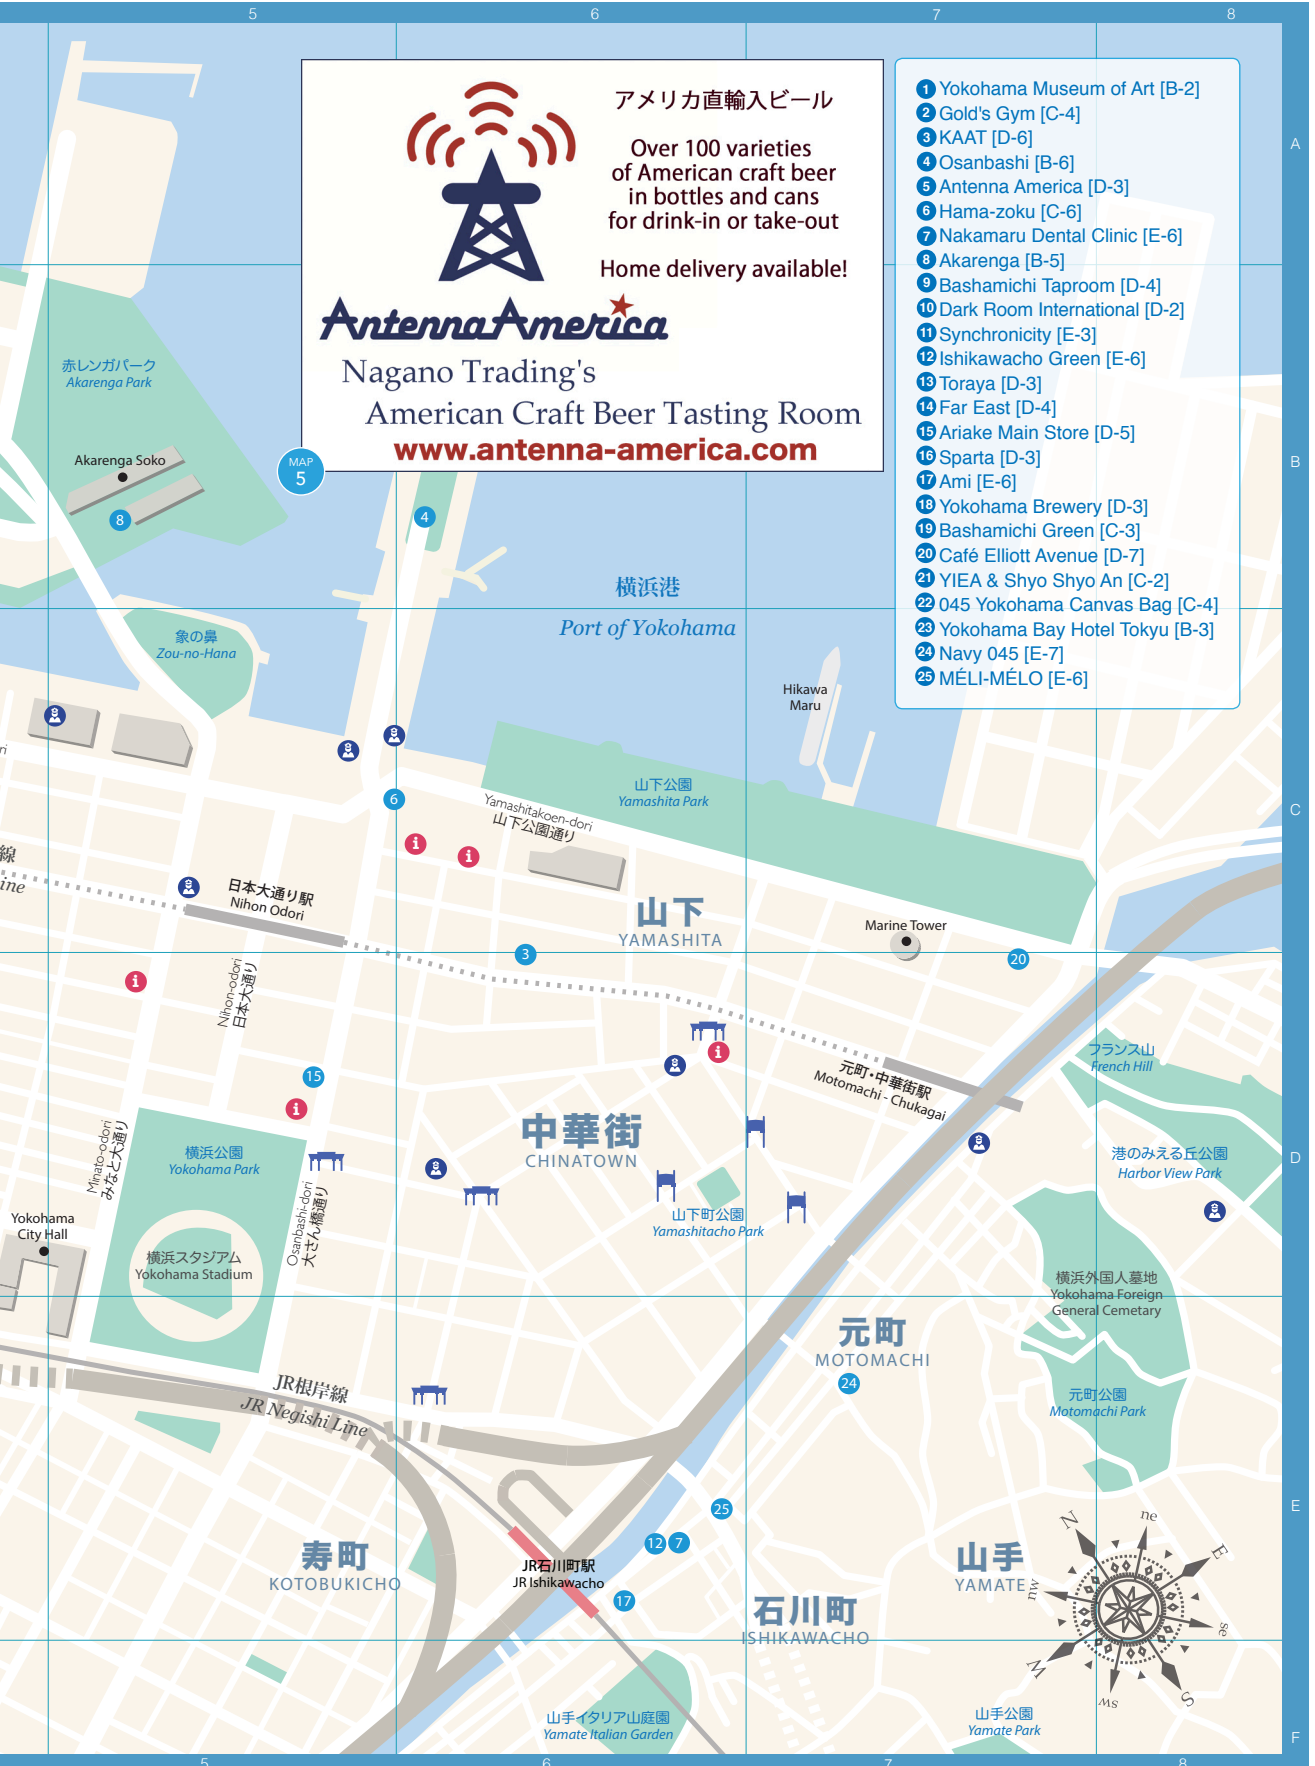 5
6
7
8
アメリカ直輸入ビール
Over 100 varieties
of American craft beer
in bottles and cans
for drink-in or take-out
Home delivery available!
Antenna America
Nagano Trading's
American Craft Beer Tasting Room
www.antenna-america.com
1 Yokohama Museum of Art [B-2]
2 Gold's Gym [C-4]
3 KAAT [D-6]
4 Osanbashi [B-6]
5 Antenna America [D-3]
6 Hama-zoku [C-6]
7 Nakamaru Dental Clinic [E-6]
8 Akarenga [B-5]
9 Bashamichi Taproom [D-4]
10 Dark Room International [D-2]
11 Synchronicity [E-3]
12 Ishikawacho Green [E-6]
13 Toraya [D-3]
14 Far East [D-4]
15 Ariake Main Store [D-5]
16 Sparta [D-3]
17 Ami [E-6]
18 Yokohama Brewery [D-3]
19 Bashamichi Green [C-3]
20 Café Elliott Avenue [D-7]
21 YIEA & Shyo Shyo An [C-2]
22 045 Yokohama Canvas Bag [C-4]
23 Yokohama Bay Hotel Tokyu [B-3]
24 Navy 045 [E-7]
25 MÉLI-MÉLO [E-6]
A
赤レンガパーク
Akarenga Park
Akarenga Soko
8
MAP
5
4
B
横浜港
Port of Yokohama
象の鼻
Zou-no-Hana
Hikawa
Maru
ri
山下公園
Yamashita Park
6
Yamashitakoen-dori
山下公園通り
C
線
ine
i
i
日本大通り駅
Nihon Odori
山下
YAMASHITA
Marine Tower
3
20
i
Nihon-odori
日本大通り
i
フランス山
French Hill
元町・中華街駅
Motomachi - Chukagai
15
i
中華街
CHINATOWN
Minato-odori
みなと大通り
横浜公園
Yokohama Park
港のみえる丘公園
Harbor View Park
D
Osanbashi-dori
大さん橋通り
山下町公園
Yamashitacho Park
Yokohama
City Hall
横浜スタジアム
Yokohama Stadium
横浜外国人墓地
Yokohama Foreign
General Cemetary
元町
MOTOMACHI
24
JR根岸線
JR Negishi Line
元町公園
Motomachi Park
25
E
12
7
寿町
KOTOBUKICHO
JR石川町駅
JR Ishikawacho
17
石川町
ISHIKAWACHO
山手
YAMATE
N
ne
E
se
S
sw
W
nw
山手イタリア山庭園
Yamate Italian Garden
山手公園
Yamate Park
F
5
6
7
8